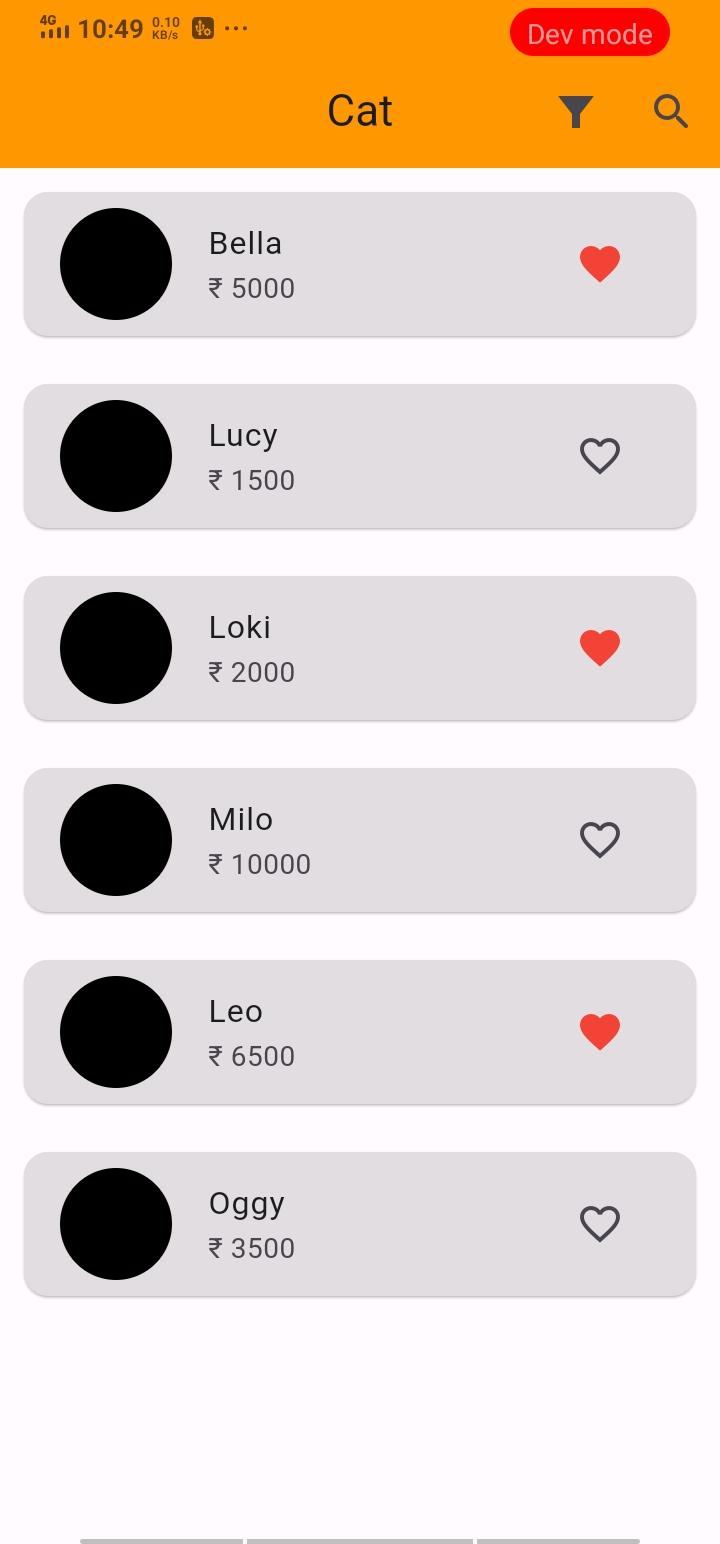 4G 10:49 0.10 KB/s ... Dev mode
Cat
Bella
₹ 5000
Lucy
₹ 1500
Loki
₹ 2000
Milo
₹ 10000
Leo
₹ 6500
Oggy
₹ 3500